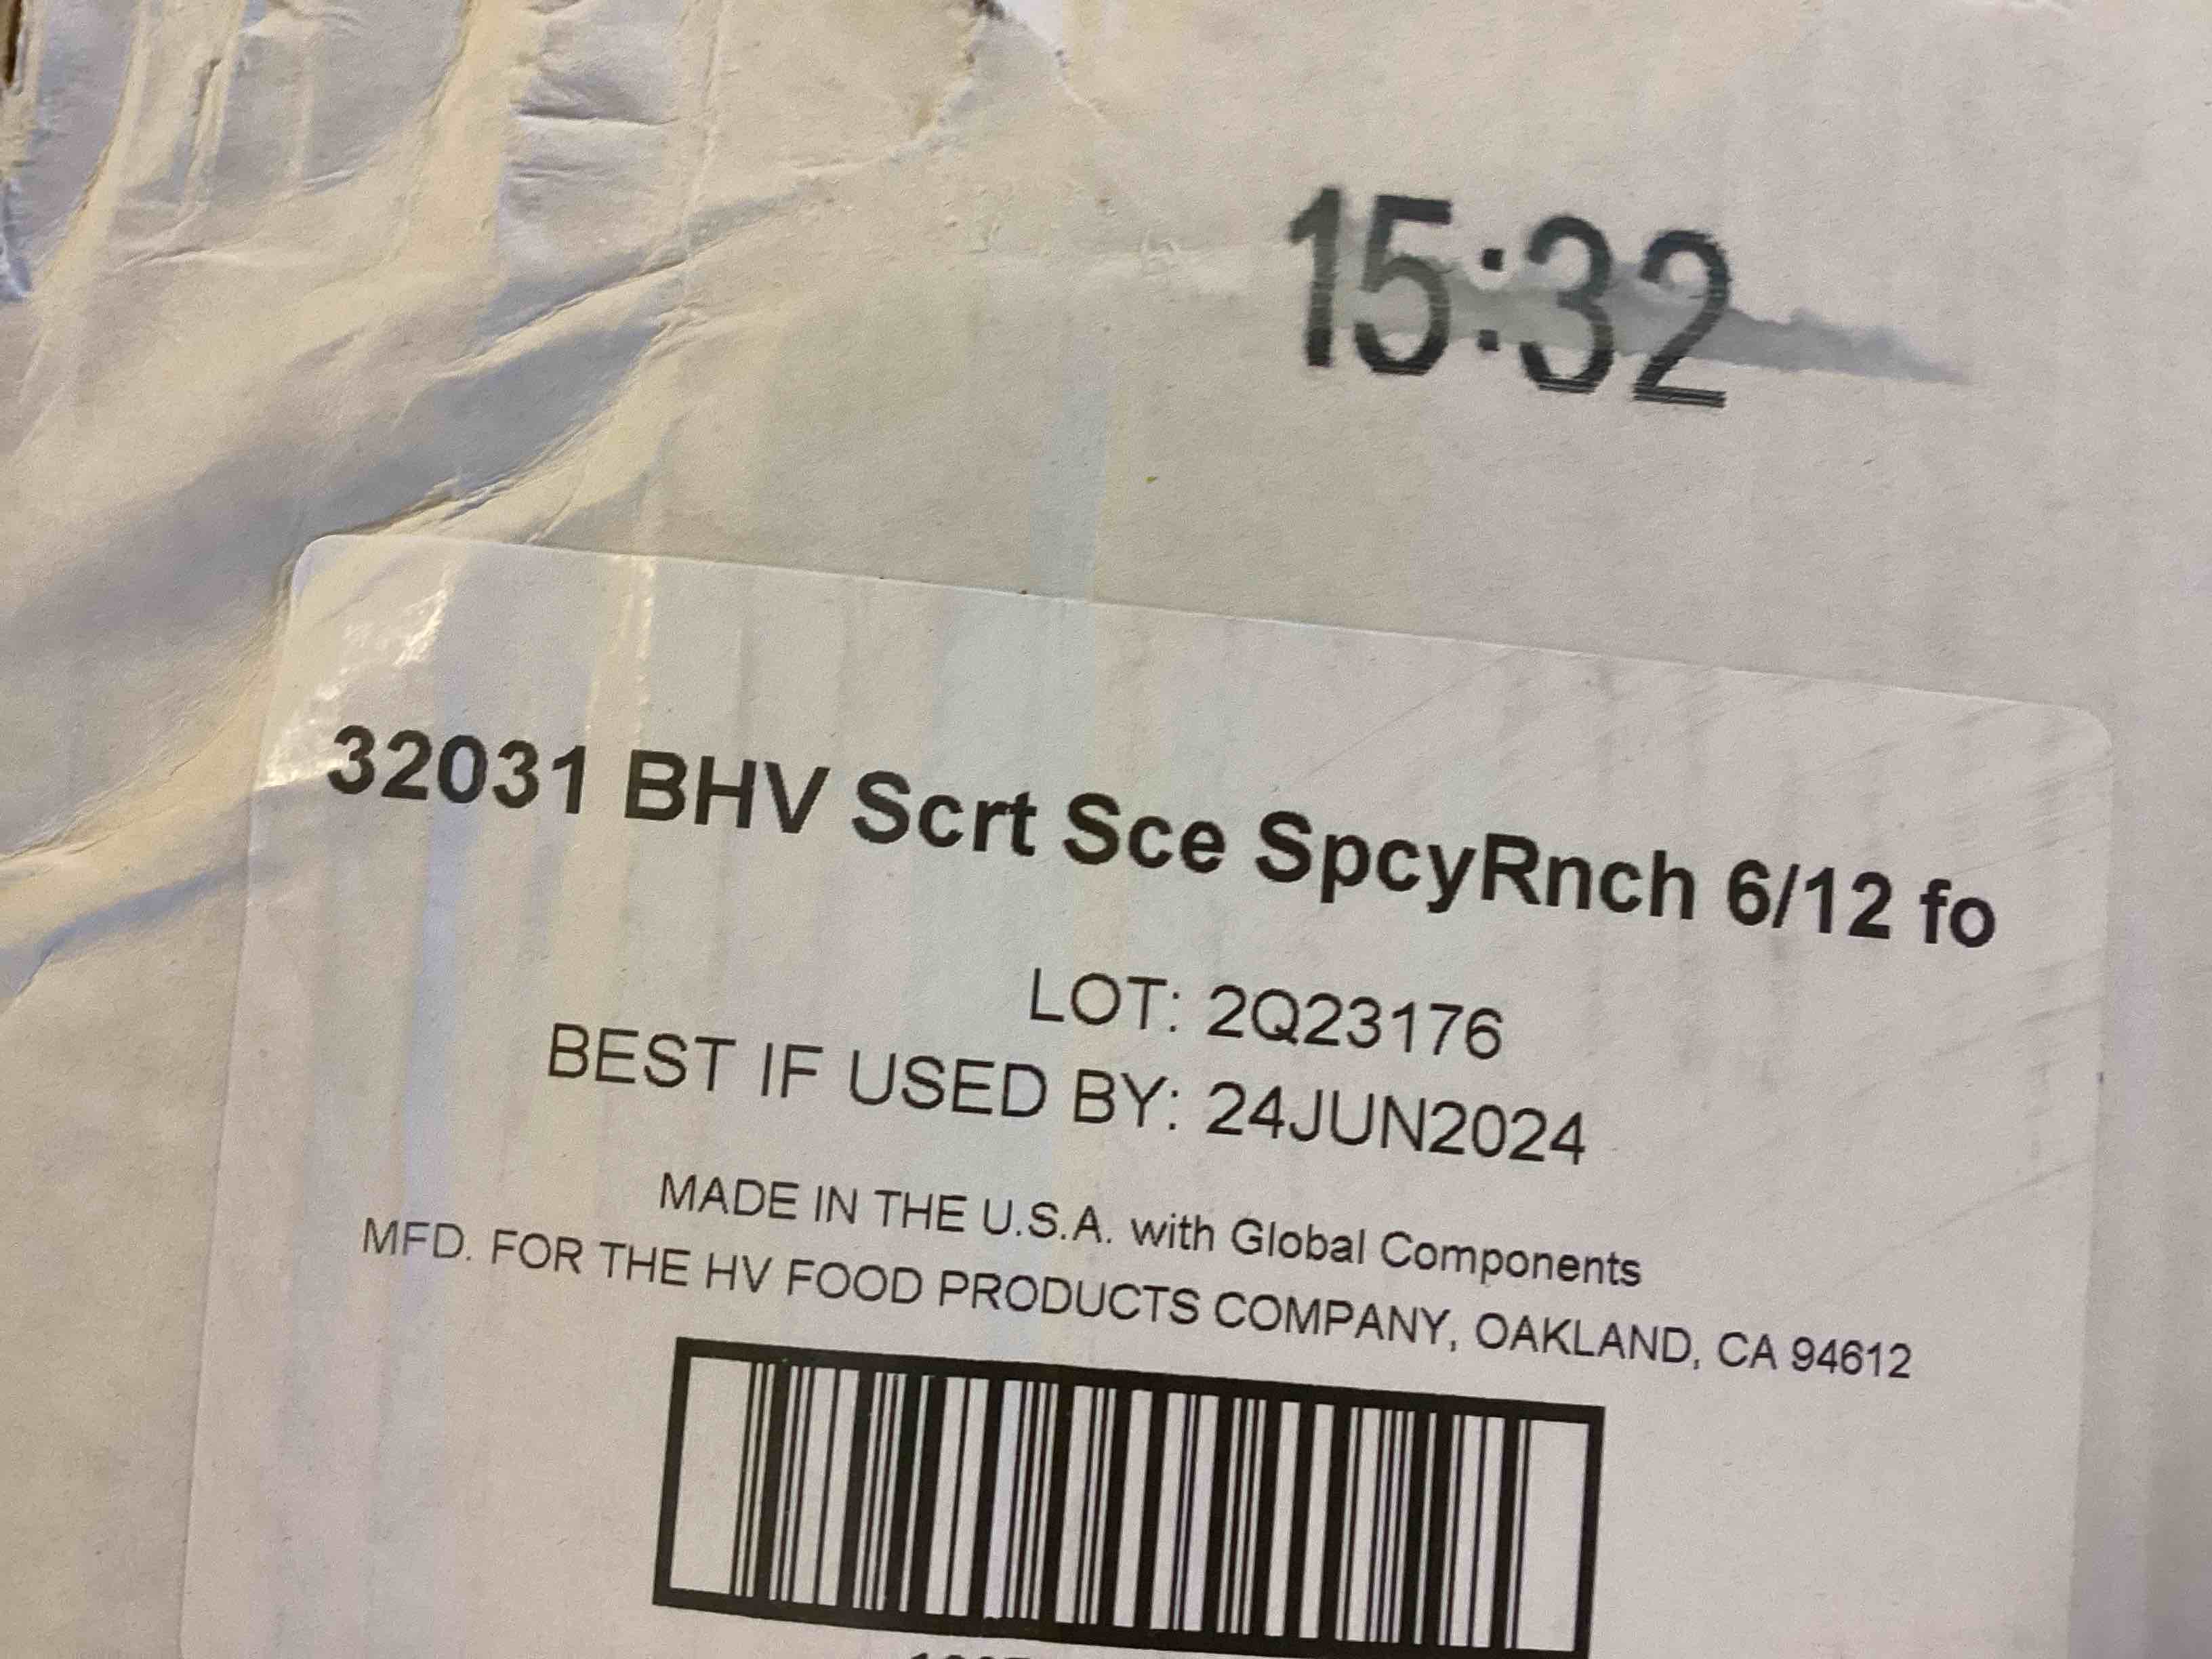 15:32
32031 BHV Scrt Sce SpcyRnch 6/12 fo
LOT: 2Q23176
BEST IF USED BY: 24JUN2024
MADE IN THE U.S.A. with Global Components
MFD. FOR THE HV FOOD PRODUCTS COMPANY, OAKLAND, CA 94612